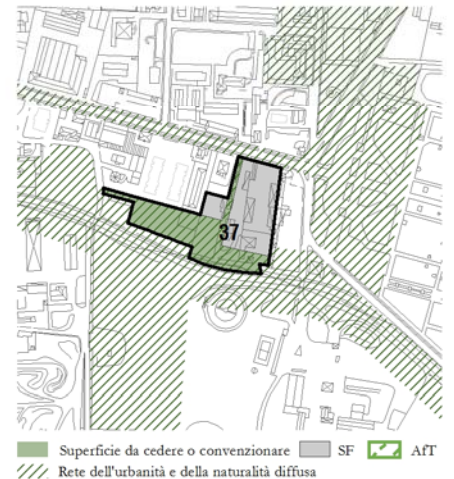 37
Superficie da cedere o convenzionare SF AfT
Rete dell'urbanità e della naturalità diffusa